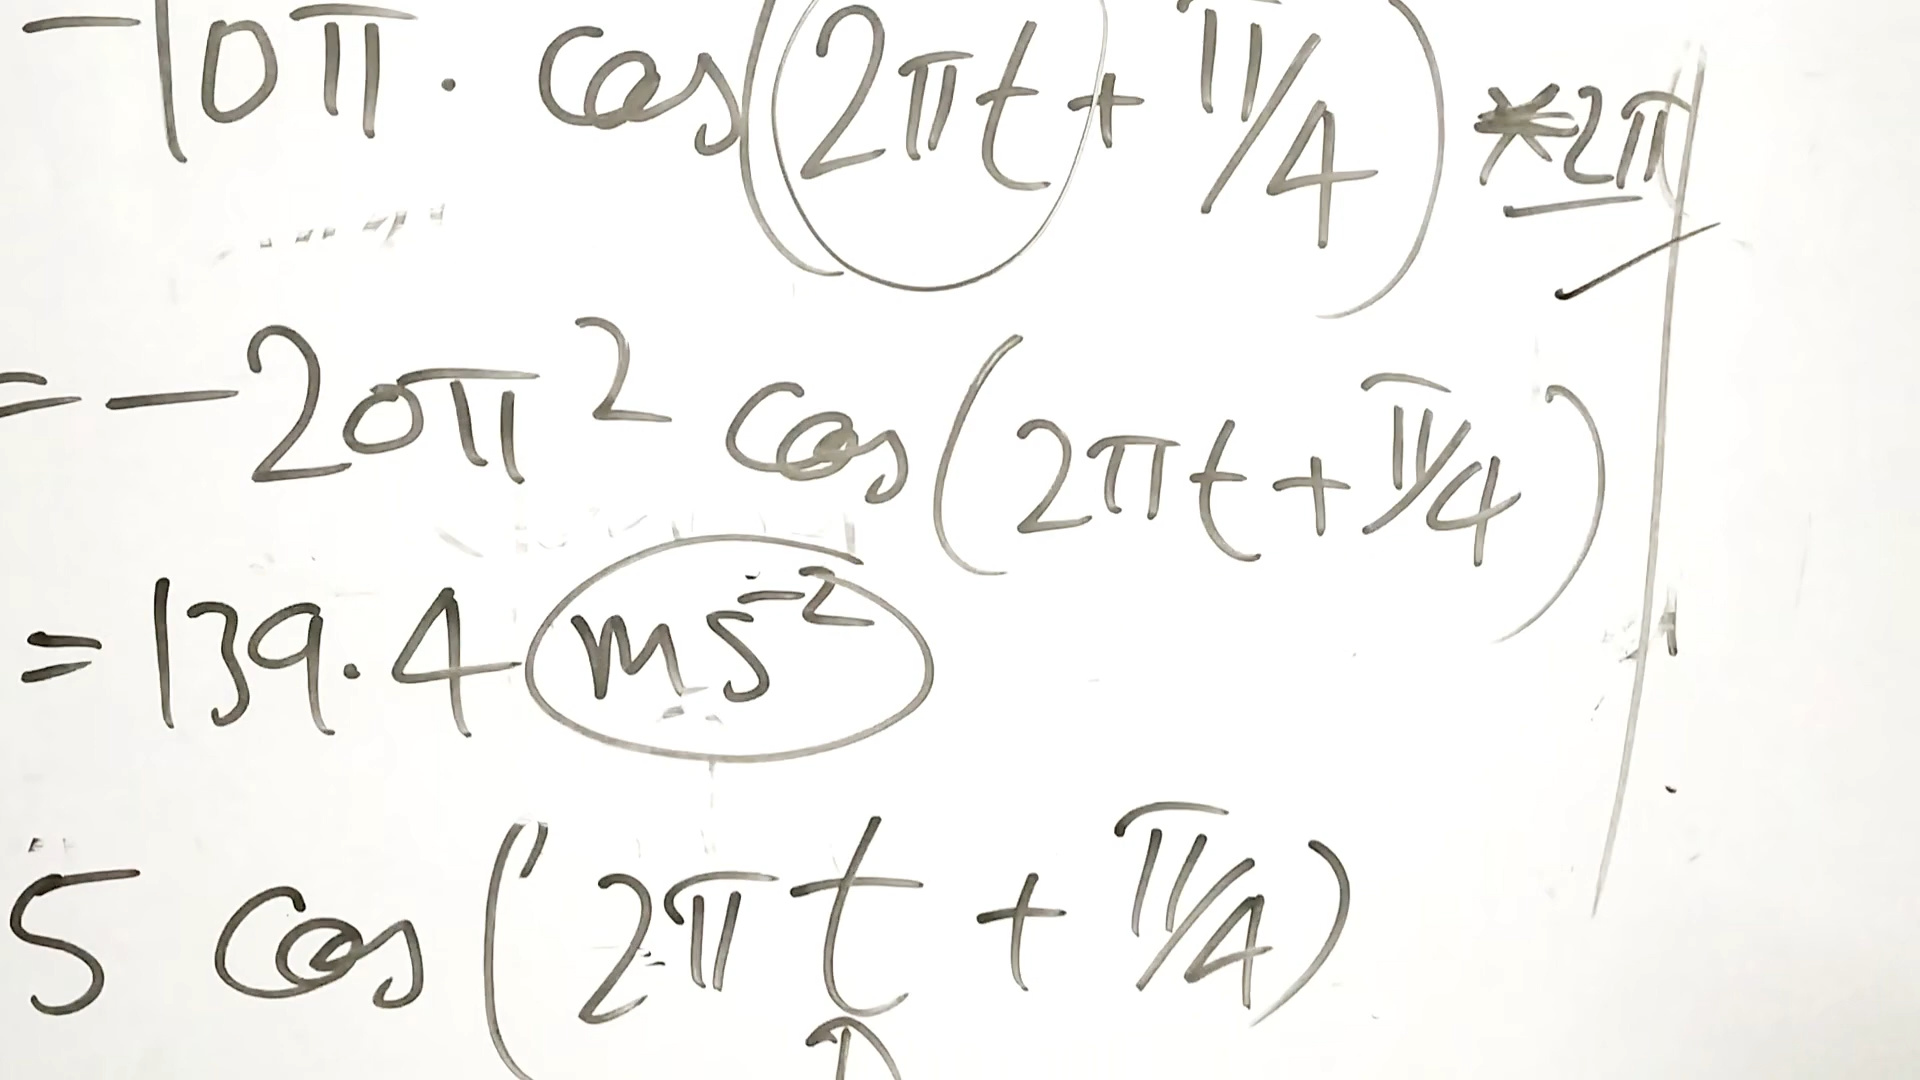 -10π. cos(2πt + π/4) *2π
= -20π² cos(2πt + π/4)
= 139.4 ms⁻²
5 cos(2πt + π/4)